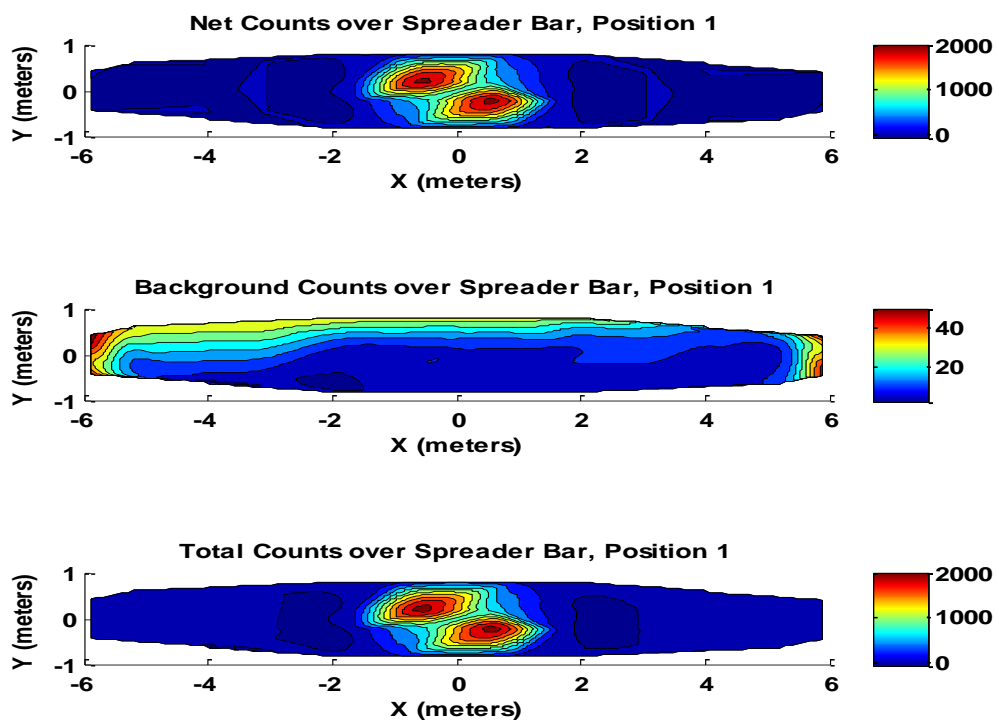 Net Counts over Spreader Bar, Position 1
1
0
-1
Y (meters)
-6 -4 -2 0 2 4 6
X (meters)
2000
1000
0
Background Counts over Spreader Bar, Position 1
1
0
-1
Y (meters)
-6 -4 -2 0 2 4 6
X (meters)
40
20
Total Counts over Spreader Bar, Position 1
1
0
-1
Y (meters)
-6 -4 -2 0 2 4 6
X (meters)
2000
1000
0